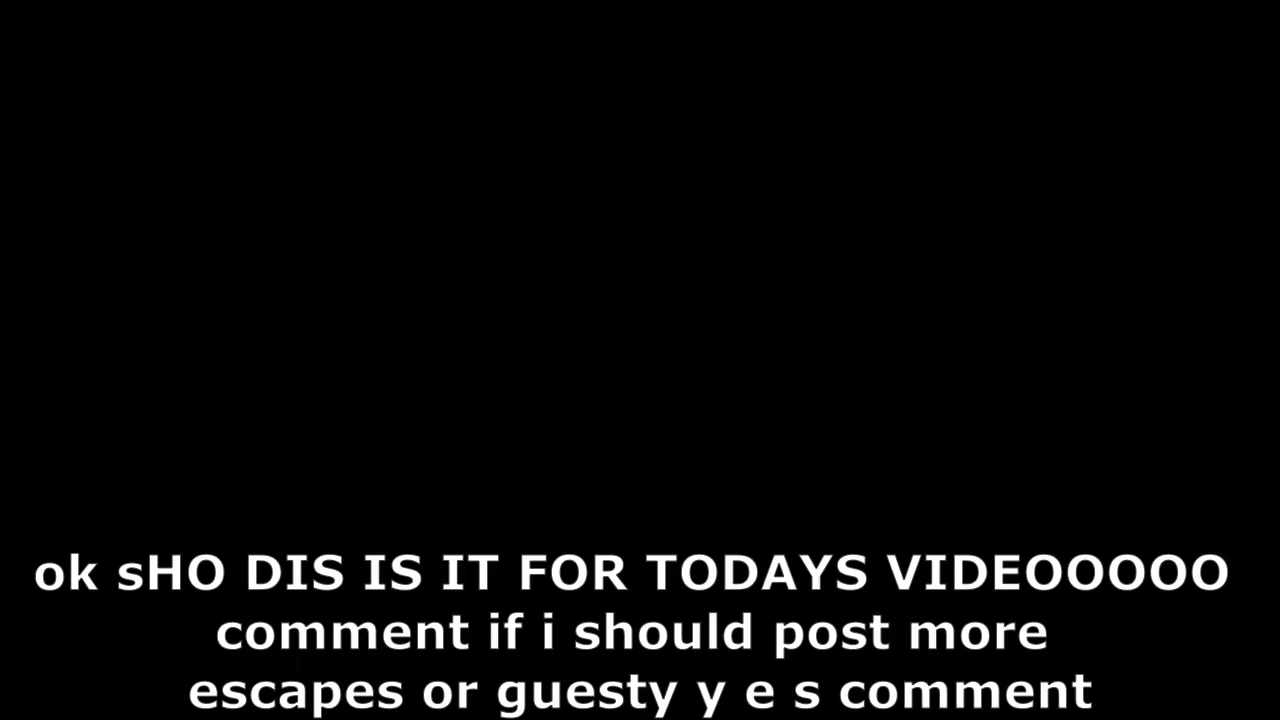 ok sHO DIS IS IT FOR TODAYS VIDEOOOOO
comment if i should post more
escapes or guesty y e s comment